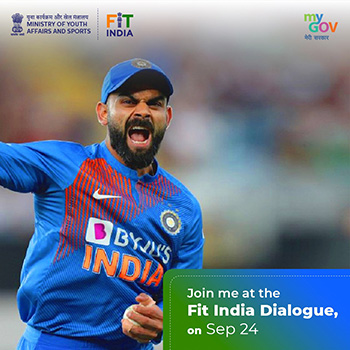 युवा कार्यक्रम और खेल मंत्रालय
MINISTRY OF YOUTH
AFFAIRS AND SPORTS
FIT
INDIA
my
GOV
मेरी सरकार
BYJU'S
INDIA
Join me at the
Fit India Dialogue,
on Sep 24